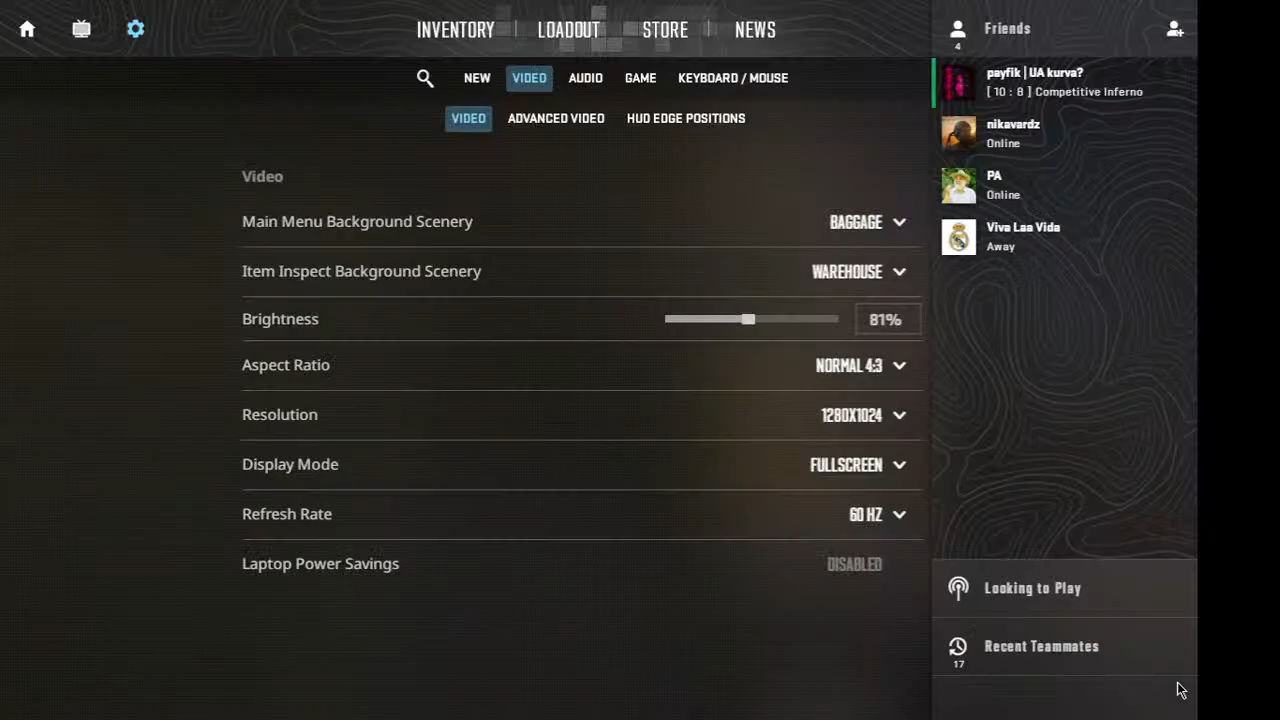 INVENTORY
LOADOUT
STORE
NEWS
NEW
VIDEO
AUDIO
GAME
KEYBOARD / MOUSE
VIDEO
ADVANCED VIDEO
HUD EDGE POSITIONS
Video
Main Menu Background Scenery
BAGGAGE
Item Inspect Background Scenery
WAREHOUSE
Brightness
81%
Aspect Ratio
NORMAL 4:3
Resolution
1280X1024
Display Mode
FULLSCREEN
Refresh Rate
60 HZ
Laptop Power Savings
DISABLED
Friends
4
payfik | UA kurva?
[ 10 : 8 ] Competitive Inferno
nikavardz
Online
PA
Online
Viva Laa Vida
Away
Looking to Play
Recent Teammates
17